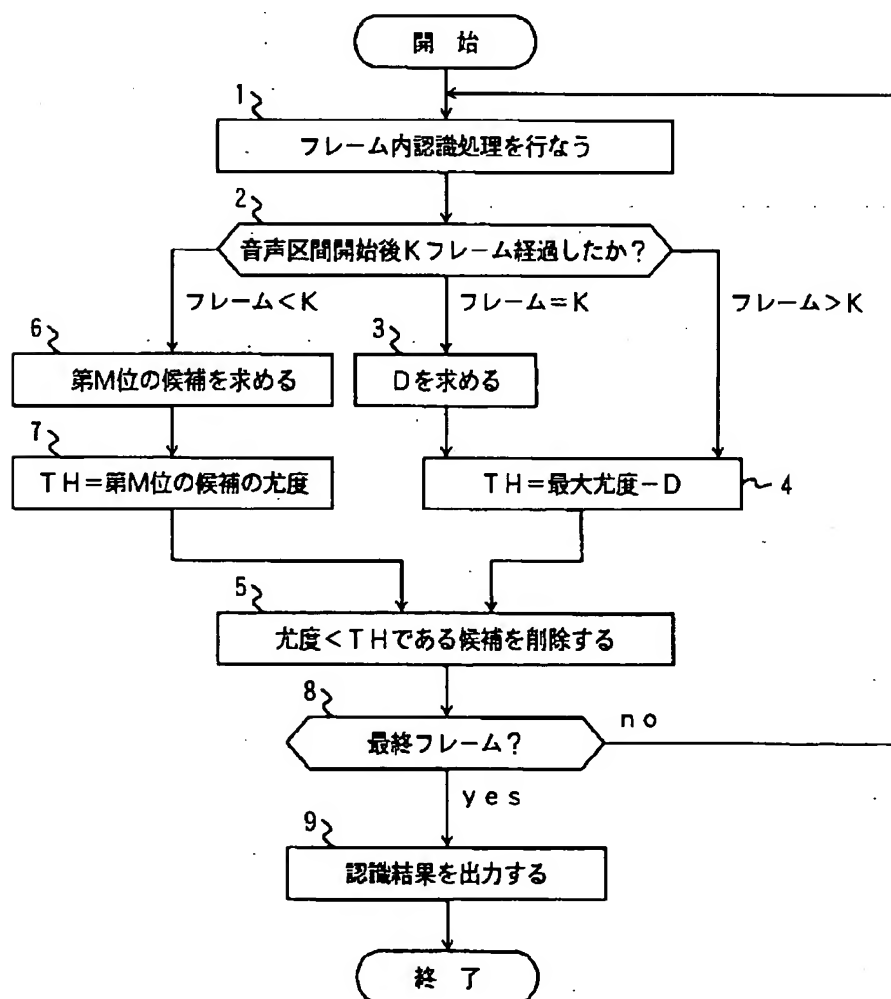 開 始
1
フレーム内認識処理を行なう
2
音声区間開始後Kフレーム経過したか?
フレーム<K
フレーム=K
フレーム>K
6
第M位の候補を求める
3
Dを求める
7
TH=第M位の候補の尤度
TH=最大尤度-D
4
5
尤度<THである候補を削除する
8
最終フレーム?
no
yes
9
認識結果を出力する
終 了